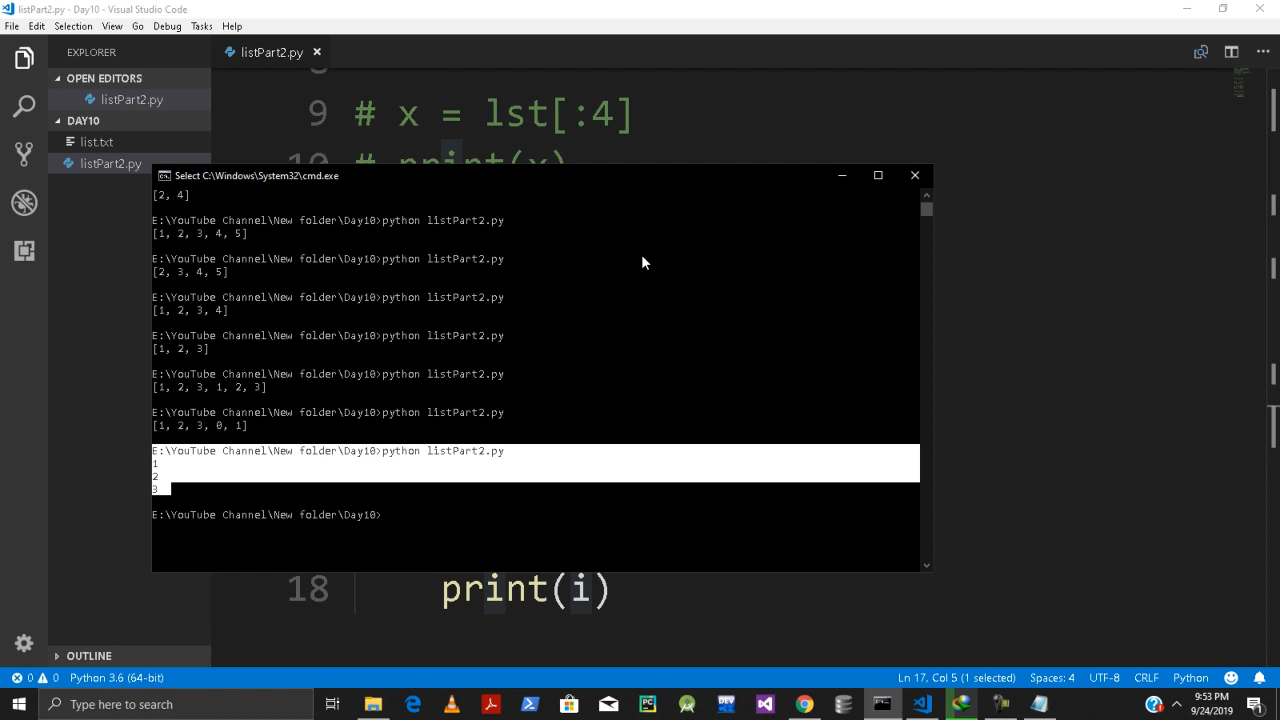 listPart2.py - Day10 - Visual Studio Code
File Edit Selection View Go Debug Tasks Help
EXPLORER
listPart2.py
OPEN EDITORS
listPart2.py
DAY10
list.txt
listPart2.py
9 # x = lst[:4]
10 # print(x)
Select C:\Windows\System32\cmd.exe
[2, 4]
E:\YouTube Channel\New folder\Day10>python listPart2.py
[1, 2, 3, 4, 5]
E:\YouTube Channel\New folder\Day10>python listPart2.py
[2, 3, 4, 5]
E:\YouTube Channel\New folder\Day10>python listPart2.py
[1, 2, 3, 4]
E:\YouTube Channel\New folder\Day10>python listPart2.py
[1, 2, 3]
E:\YouTube Channel\New folder\Day10>python listPart2.py
[1, 2, 3, 1, 2, 3]
E:\YouTube Channel\New folder\Day10>python listPart2.py
[1, 2, 3, 0, 1]
E:\YouTube Channel\New folder\Day10>python listPart2.py
1
2
3
E:\YouTube Channel\New folder\Day10>
18 print(i)
OUTLINE
0 0 Python 3.6 (64-bit) Ln 17, Col 5 (1 selected) Spaces: 4 UTF-8 CRLF Python
Type here to search
9:53 PM
9/24/2019